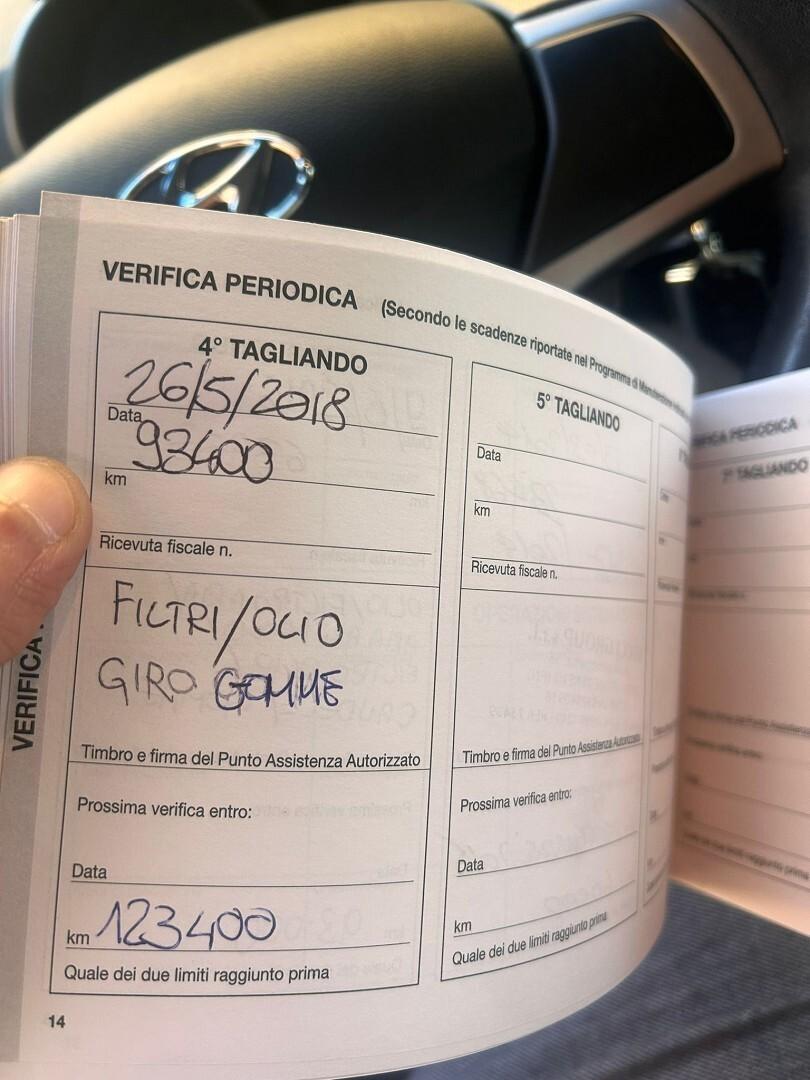 VERIFICA PERIODICA (Secondo le scadenze riportate nel Programma di Manutenzione
4° TAGLIANDO
26/5/2018
Data
93400
km
Ricevuta fiscale n.
FILTRI/OLIO
GIRO GOMME
Timbro e firma del Punto Assistenza Autorizzato
Prossima verifica entro:
Data
km 123400
Quale dei due limiti raggiunto prima
14
VERIFICA
5° TAGLIANDO
Data
km
Ricevuta fiscale n.
Timbro e firma del Punto Assistenza Autorizzato
Prossima verifica entro:
Data
km
Quale dei due limiti raggiunto prima
PERIODICA
7° TAGLIANDO